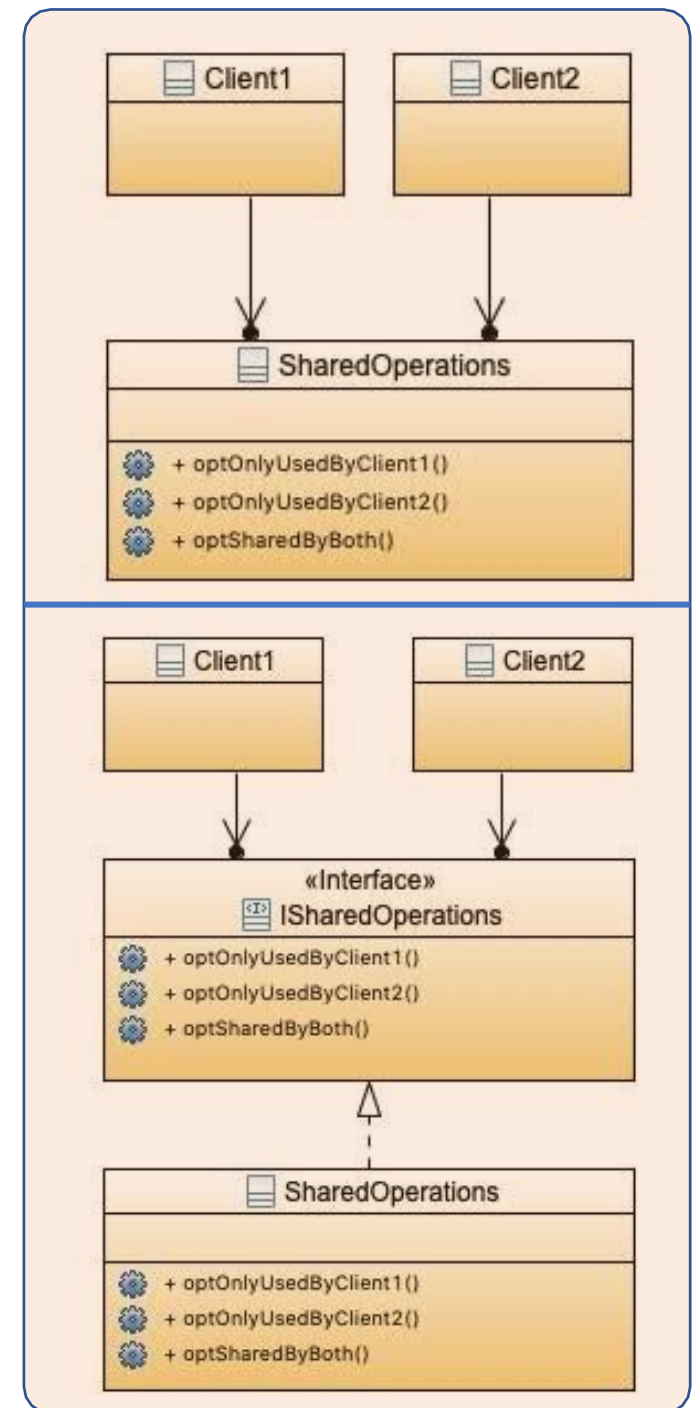 Client1
Client2
SharedOperations
+ optOnlyUsedByClient1()
+ optOnlyUsedByClient2()
+ optSharedByBoth()
Client1
Client2
«Interface»
<I> ISharedOperations
+ optOnlyUsedByClient1()
+ optOnlyUsedByClient2()
+ optSharedByBoth()
SharedOperations
+ optOnlyUsedByClient1()
+ optOnlyUsedByClient2()
+ optSharedByBoth()